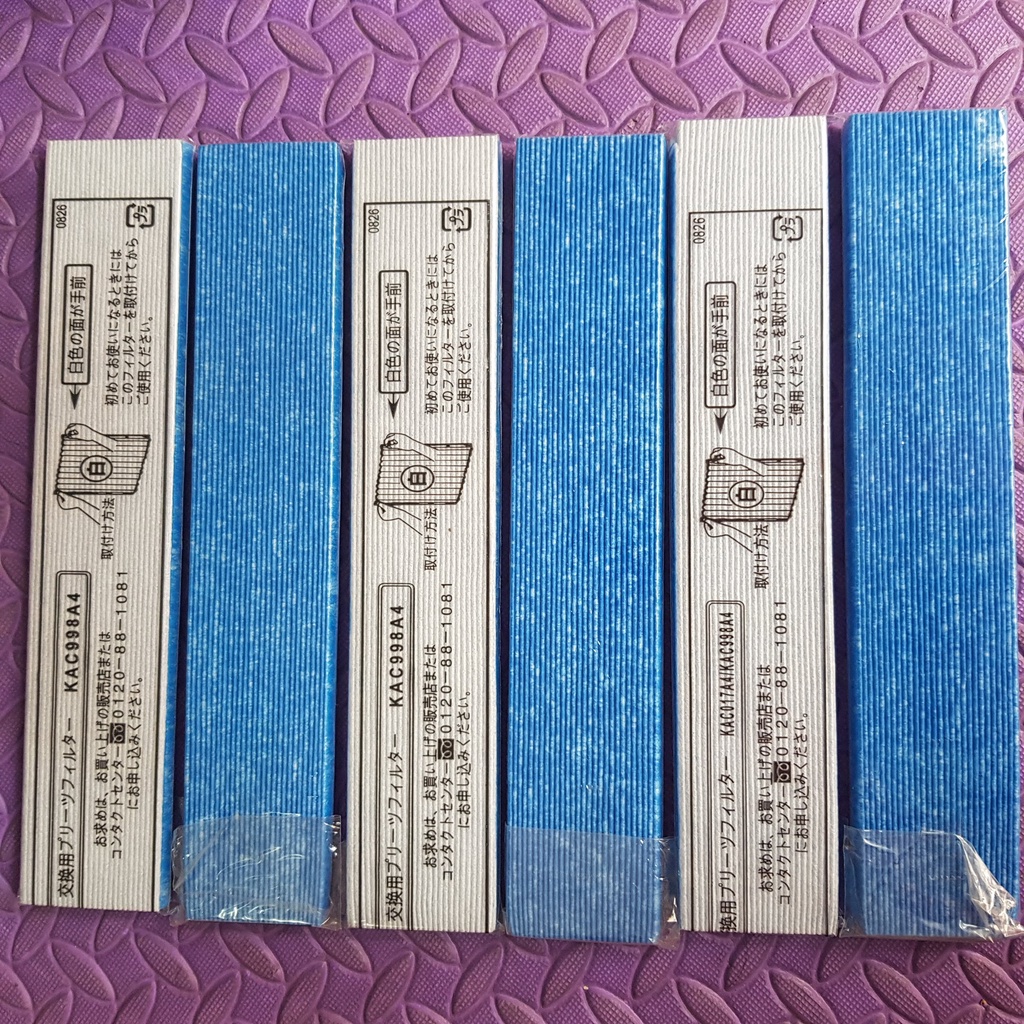 交換用プリーツフィルター KAC998A4
お求めは、お買い上げの販売店または
コンタクトセンター 0120-88-1081
にお申し込みください。
取付け方法
白
白色の面が手前
初めてお使いになるときには
このフィルターを取付けてから
ご使用ください。
0826
プラ
交換用プリーツフィルター KAC998A4
お求めは、お買い上げの販売店または
コンタクトセンター 0120-88-1081
にお申し込みください。
取付け方法
白
白色の面が手前
初めてお使いになるときには
このフィルターを取付けてから
ご使用ください。
0826
プラ
換用プリーツフィルター KAC017A4/KAC998A4
お求めは、お買い上げの販売店または
コンタクトセンター 0120-88-1081
にお申し込みください。
取付け方法
白
白色の面が手前
初めてお使いになるときには
このフィルターを取付けてから
ご使用ください。
0826
プラ